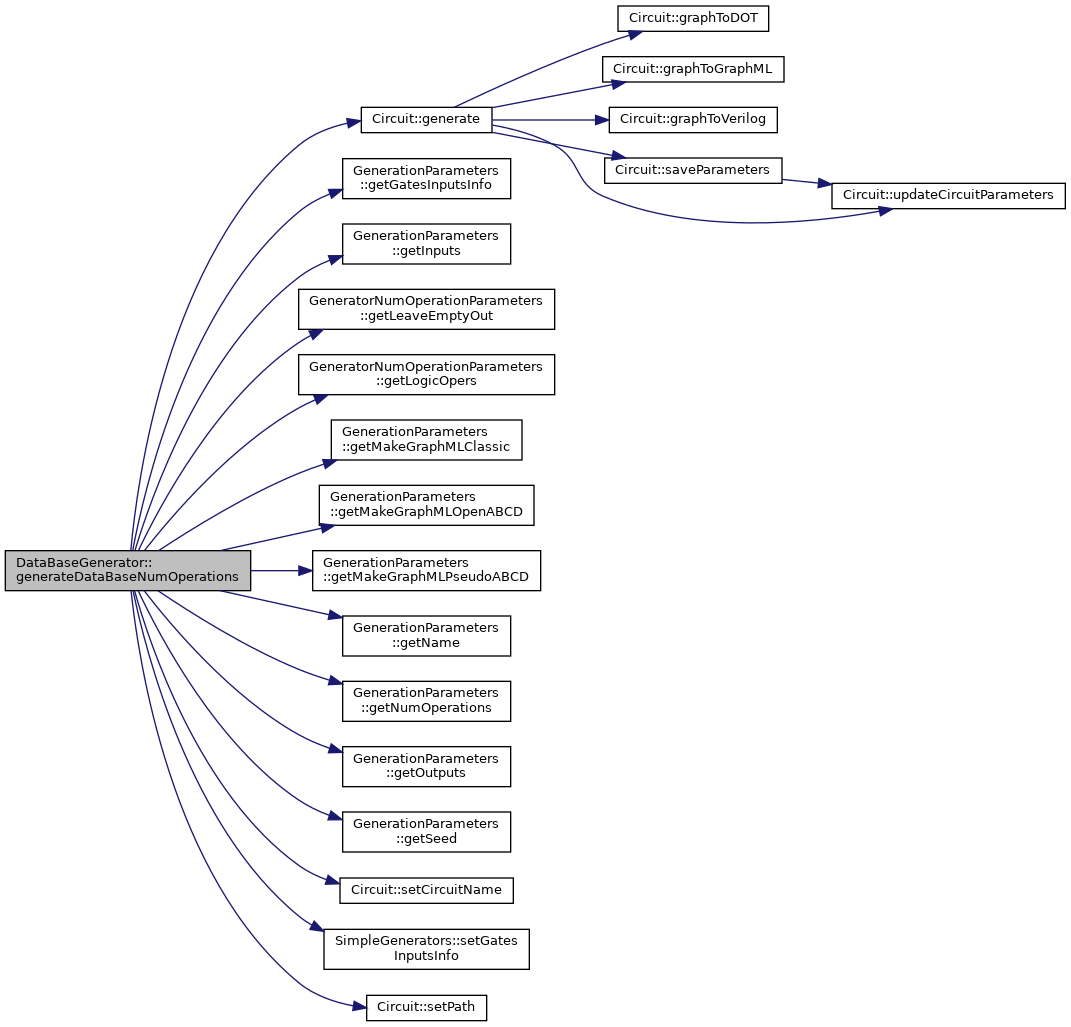 Circuit::graphToDOT
Circuit::graphToGraphML
Circuit::generate
Circuit::graphToVerilog
Circuit::saveParameters
Circuit::updateCircuitParameters
GenerationParameters
::getGatesInputsInfo
GenerationParameters
::getInputs
GeneratorNumOperationParameters
::getLeaveEmptyOut
GeneratorNumOperationParameters
::getLogicOpers
GenerationParameters
::getMakeGraphMLClassic
GenerationParameters
::getMakeGraphMLOpenABCD
DataBaseGenerator::
generateDataBaseNumOperations
GenerationParameters
::getMakeGraphMLPseudoABCD
GenerationParameters
::getName
GenerationParameters
::getNumOperations
GenerationParameters
::getOutputs
GenerationParameters
::getSeed
Circuit::setCircuitName
SimpleGenerators::setGates
InputsInfo
Circuit::setPath